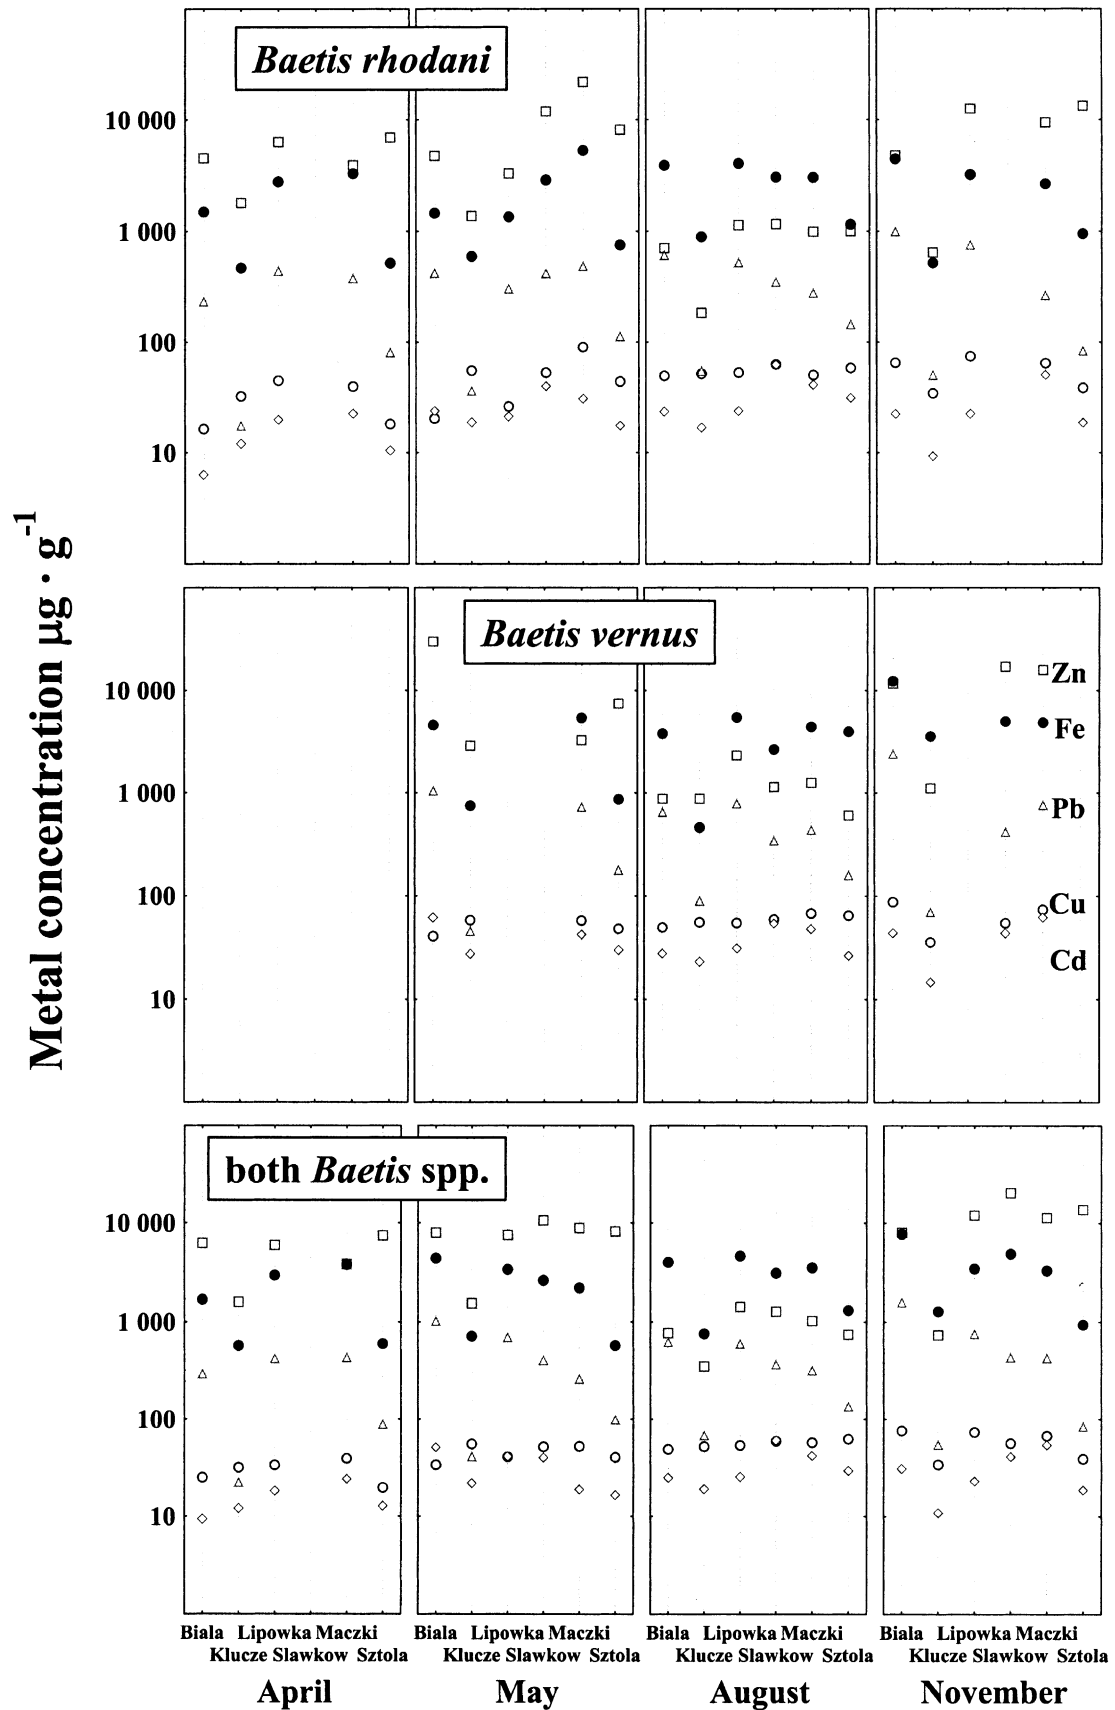 Baetis rhodani
10 000
1 000
100
10
Metal concentration µg · g-1
Baetis vernus
10 000
1 000
100
10
Zn
Fe
Pb
Cu
Cd
both Baetis spp.
10 000
1 000
100
10
Biala Lipowka Maczki Biala Lipowka Maczki Biala Lipowka Maczki Biala Lipowka Maczki
Klucze Slawkow Sztola Klucze Slawkow Sztola Klucze Slawkow Sztola Klucze Slawkow Sztola
April May August November